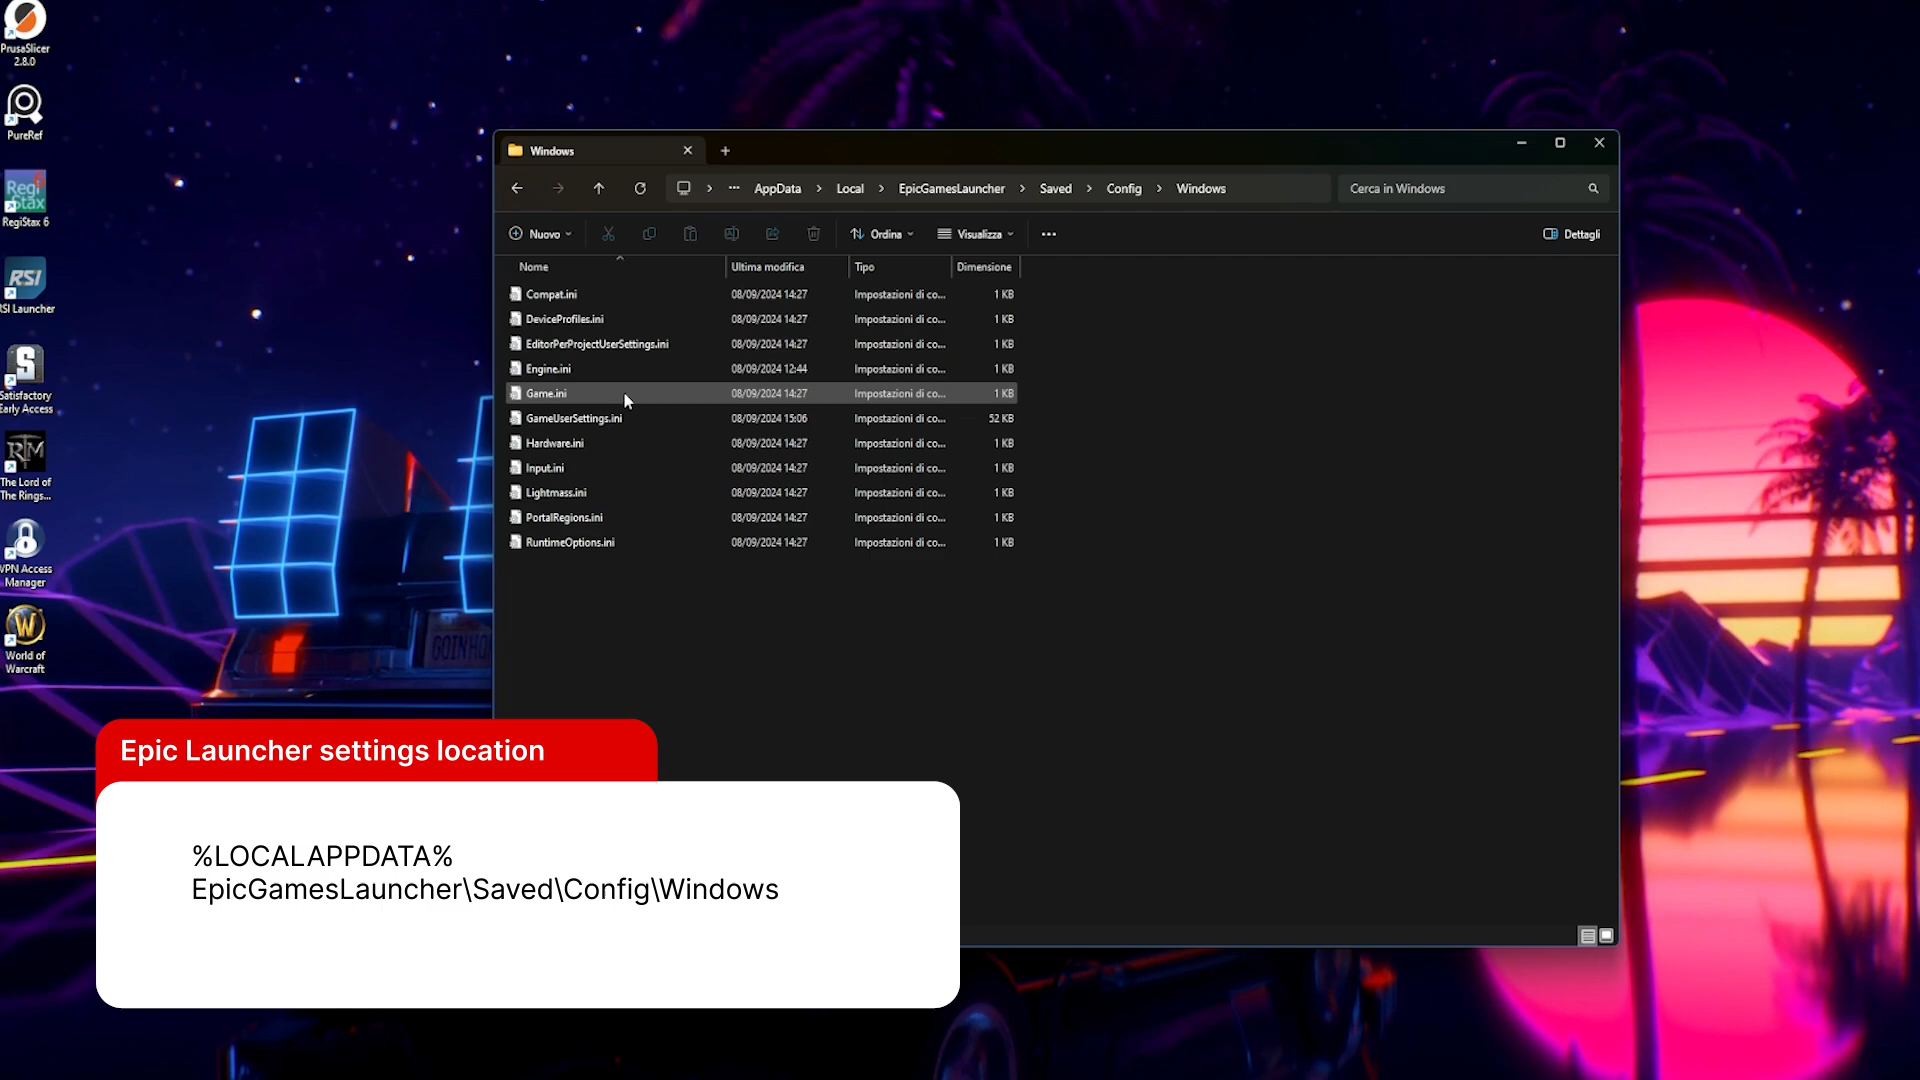 PrusaSlicer
2.8.0
PureRef
Regi
Stax
RegiStax 6
RSI
RSI Launcher
S
Satisfactory
Early Access
RTM
The Lord of
The Rings...
VPN Access
Manager
W
World of
Warcraft
Windows
AppData > Local > EpicGamesLauncher > Saved > Config > Windows
Cerca in Windows
Nuovo
Ordina
Visualizza
Dettagli
Nome Ultima modifica Tipo Dimensione
Compat.ini 08/09/2024 14:27 Impostazioni di co... 1 KB
DeviceProfiles.ini 08/09/2024 14:27 Impostazioni di co... 1 KB
EditorPerProjectUserSettings.ini 08/09/2024 14:27 Impostazioni di co... 1 KB
Engine.ini 08/09/2024 12:44 Impostazioni di co... 1 KB
Game.ini 08/09/2024 14:27 Impostazioni di co... 1 KB
GameUserSettings.ini 08/09/2024 15:06 Impostazioni di co... 52 KB
Hardware.ini 08/09/2024 14:27 Impostazioni di co... 1 KB
Input.ini 08/09/2024 14:27 Impostazioni di co... 1 KB
Lightmass.ini 08/09/2024 14:27 Impostazioni di co... 1 KB
PortalRegions.ini 08/09/2024 14:27 Impostazioni di co... 1 KB
RuntimeOptions.ini 08/09/2024 14:27 Impostazioni di co... 1 KB
Epic Launcher settings location
%LOCALAPPDATA%
EpicGamesLauncher\Saved\Config\Windows